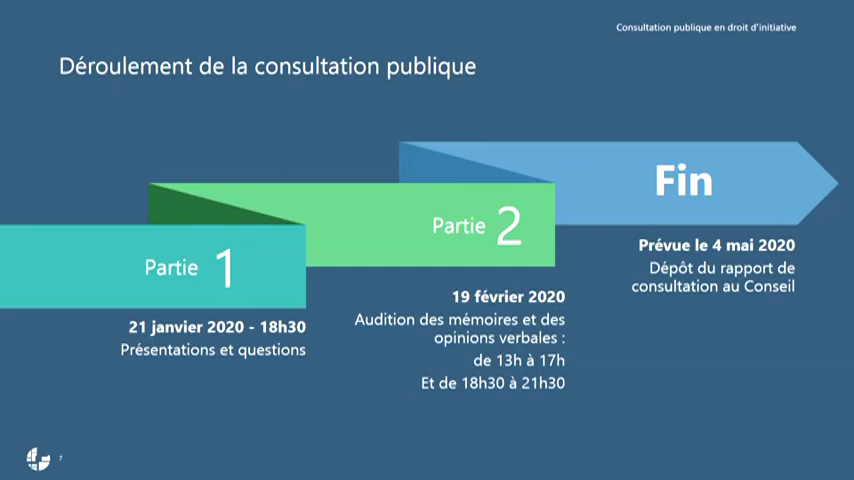 Consultation publique en droit d'initiative
Déroulement de la consultation publique
Partie 1
21 janvier 2020 - 18h30
Présentations et questions
Partie 2
19 février 2020
Audition des mémoires et des
opinions verbales :
de 13h à 17h
Et de 18h30 à 21h30
Fin
Prévue le 4 mai 2020
Dépôt du rapport de
consultation au Conseil
7